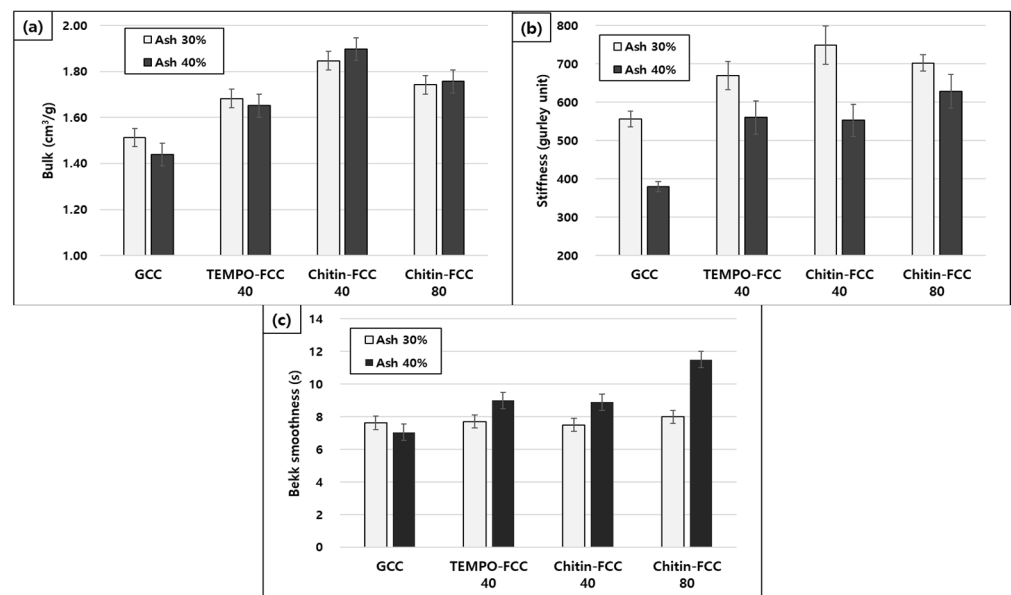 (a)
Ash 30%
Ash 40%
Bulk (cm³/g)
2.00
1.80
1.60
1.40
1.20
1.00
GCC
TEMPO-FCC
40
Chitin-FCC
40
Chitin-FCC
80
(b)
Ash 30%
Ash 40%
Stiffness (gurley unit)
800
700
600
500
400
300
200
GCC
TEMPO-FCC
40
Chitin-FCC
40
Chitin-FCC
80
(c)
Ash 30%
Ash 40%
Bekk smoothness (s)
14
12
10
8
6
4
2
0
GCC
TEMPO-FCC
40
Chitin-FCC
40
Chitin-FCC
80